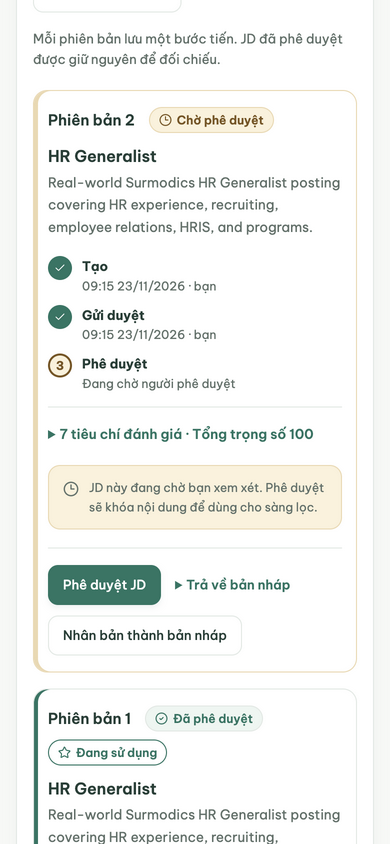 Mỗi phiên bản lưu một bước tiến. JD đã phê duyệt
được giữ nguyên để đối chiếu.
Phiên bản 2
Chờ phê duyệt
HR Generalist
Real-world Surmodics HR Generalist posting
covering HR experience, recruiting,
employee relations, HRIS, and programs.
Tạo
09:15 23/11/2026 · bạn
Gửi duyệt
09:15 23/11/2026 · bạn
3
Phê duyệt
Đang chờ người phê duyệt
7 tiêu chí đánh giá · Tổng trọng số 100
JD này đang chờ bạn xem xét. Phê duyệt
sẽ khóa nội dung để dùng cho sàng lọc.
Phê duyệt JD
Trả về bản nháp
Nhân bản thành bản nháp
Phiên bản 1
Đã phê duyệt
Đang sử dụng
HR Generalist
Real-world Surmodics HR Generalist posting
covering HR experience, recruiting,